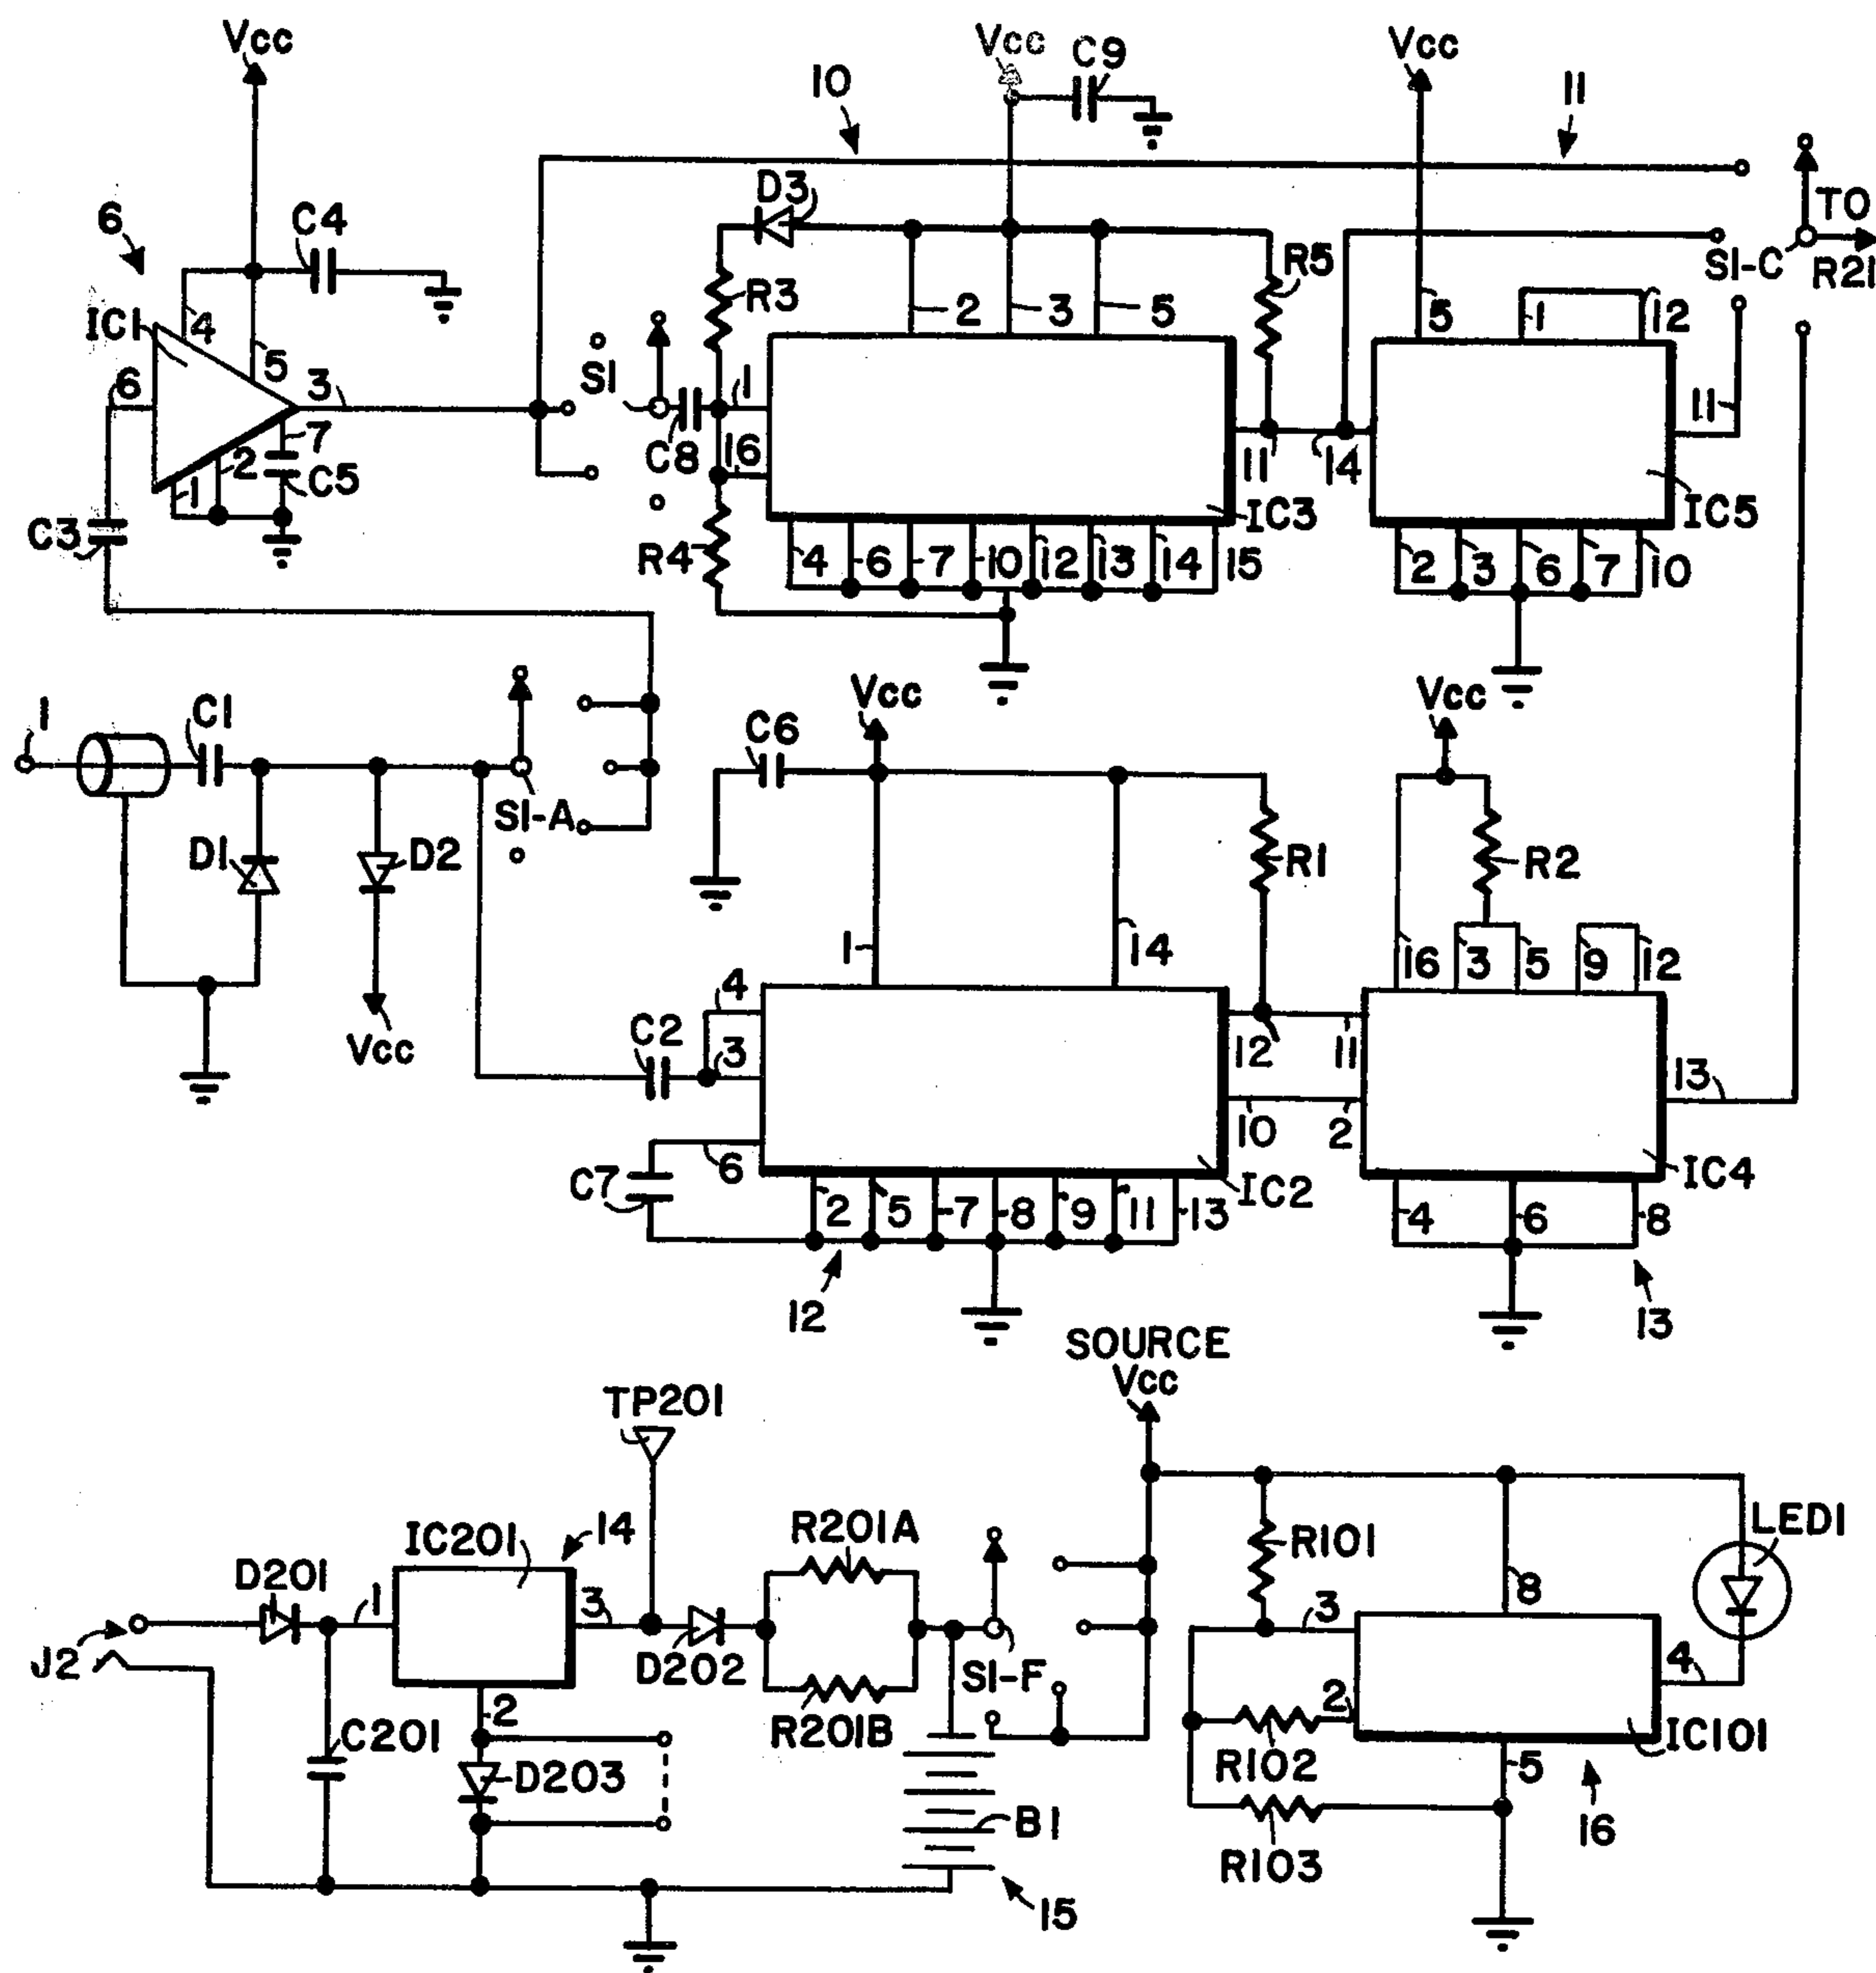 Vcc
Vcc C9
Vcc
10
11
6
C4
D3
TO
R21
S1-C
IC1 4
R3
R5
2 3 5
5 1 12
6 5 3
S1
1
7
C8 16
11 14
11
2
1 C5
IC3
IC5
C3
R4
4 6 7 10 12 13 14 15
2 3 6 7 10
1
C1
Vcc
Vcc
C6
S1-A
D1 D2
R1
R2
1 14
16 3 5 9 12
4
Vcc
C2 3
12 11
13
10 2
6
C7
IC2
IC4
2 5 7 8 9 11 13
4 6 8
12
13
SOURCE
Vcc
TP201
IC201 14
R201A
R101
LED1
D201
1 3
3 8
J2
D202
S1-F
4
2
R201B
2
C201
D203
R102
IC101
B1
5
R103
16
15